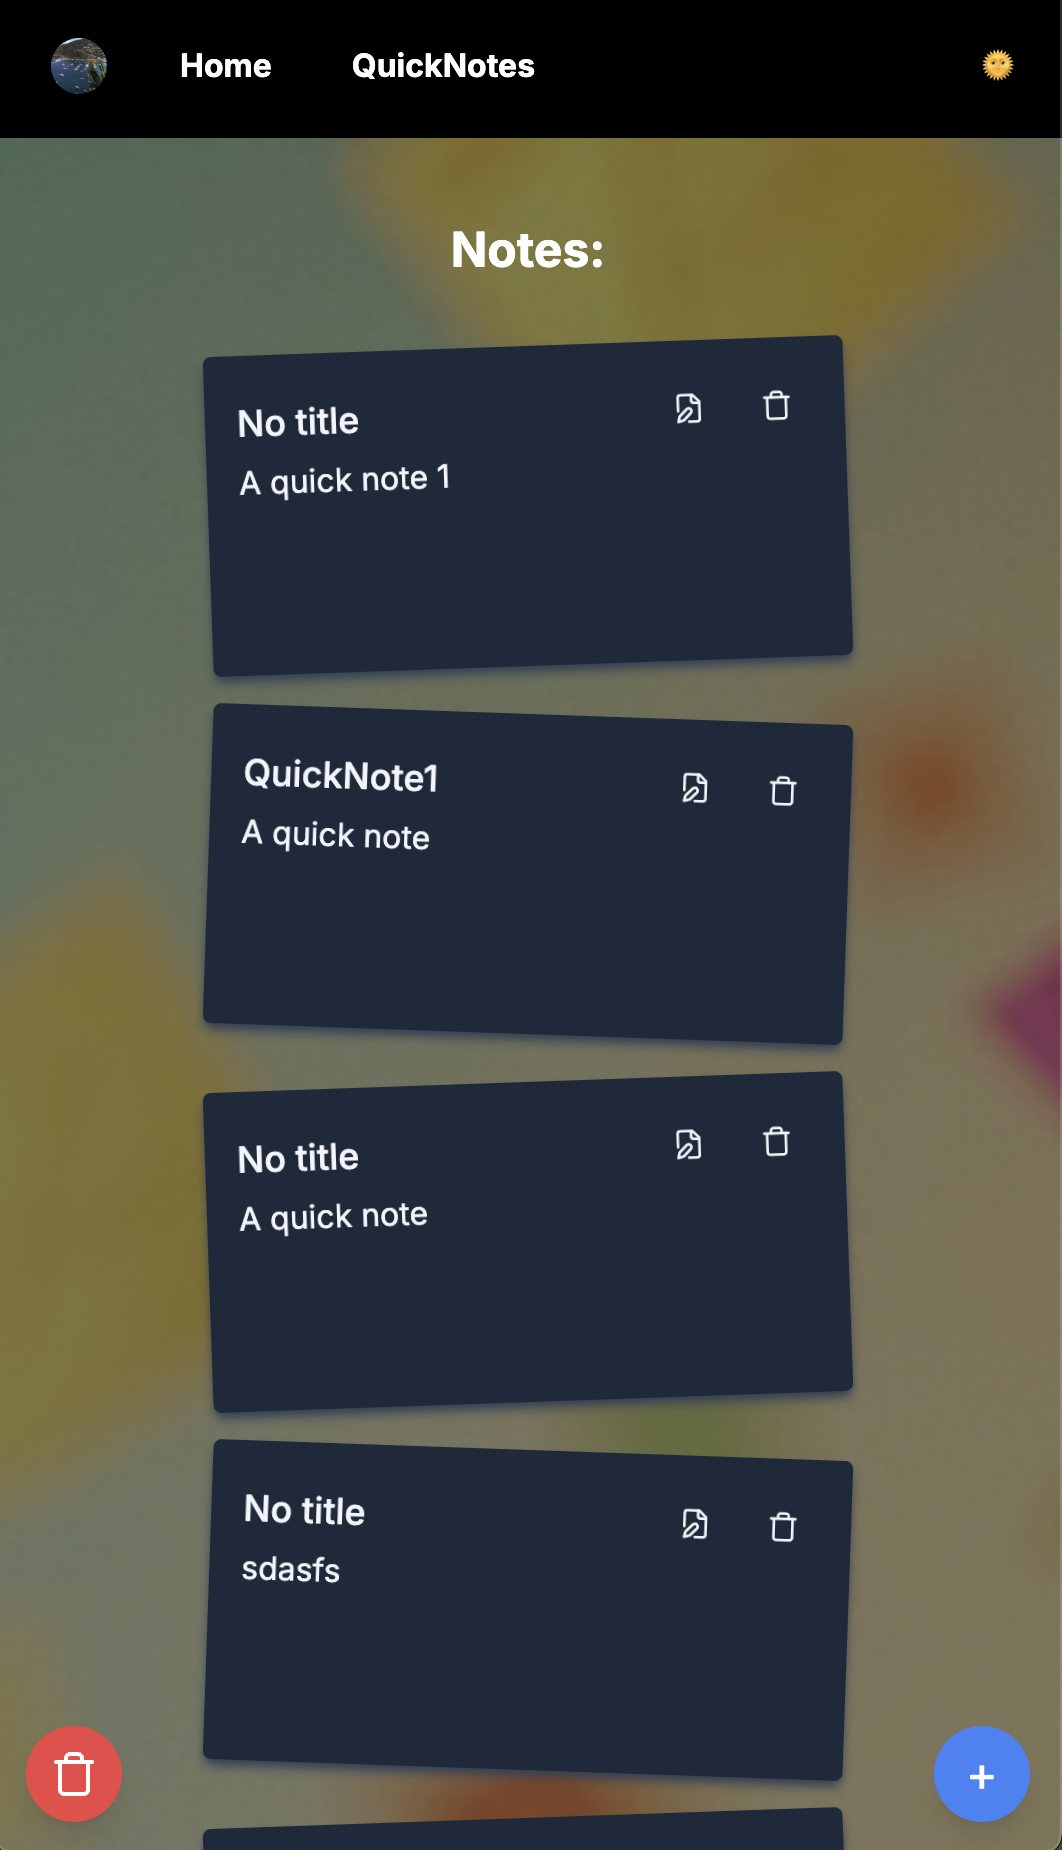 Home QuickNotes
Notes:
No title
A quick note 1
QuickNote1
A quick note
No title
A quick note
No title
sdasfs
+